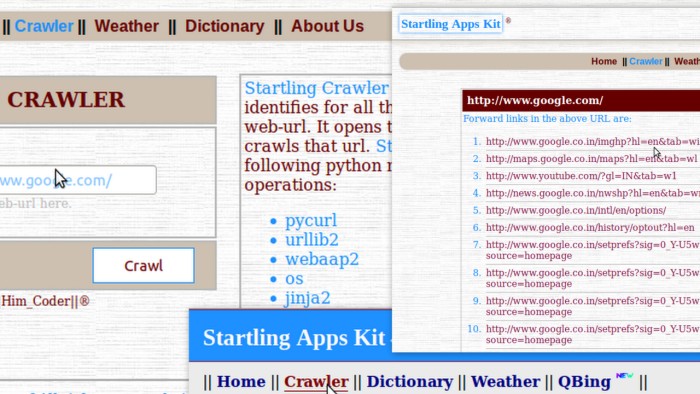 || Crawler || Weather || Dictionary || About Us
CRAWLER
ww.google.com/
eb-url here.
Crawl
Him_Coder||®
Startling Crawler
identifies for all th
web-url. It opens t
crawls that url. St
following python
operations:
pycurl
urllib2
webaap2
os
jinja2
Startling Apps Kit ®
Home || Crawler || Weath
http://www.google.com/
Forward links in the above URL are:
1. http://www.google.co.in/imghp?hl=en&tab=wi
2. http://maps.google.co.in/maps?hl=en&tab=wl
3. http://www.youtube.com/?gl=IN&tab=w1
4. http://news.google.co.in/nwshp?hl=en&tab=wn
5. http://www.google.co.in/intl/en/options/
6. http://www.google.co.in/history/optout?hl=en
7. http://www.google.co.in/setprefs?sig=0_Y-U5w
source=homepage
8. http://www.google.co.in/setprefs?sig=0_Y-U5w
source=homepage
9. http://www.google.co.in/setprefs?sig=0_Y-U5w
source=homepage
10. http://www.google.co.in/setprefs?sig=0_Y-U5w
source=homepage
Startling Apps Kit
|| Home || Crawler || Dictionary || Weather || QBing NEW ||